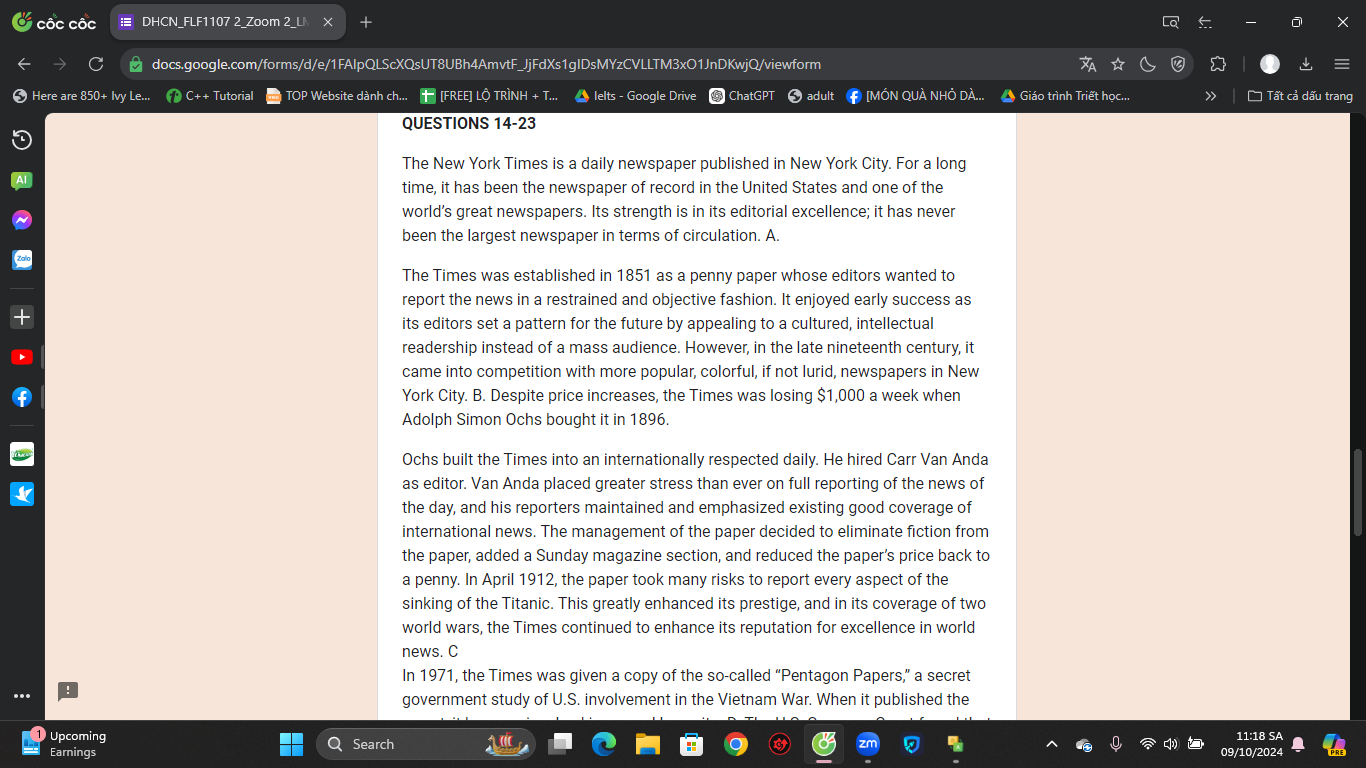 cốc cốc
DHCN_FLF1107 2_Zoom 2_LN
docs.google.com/forms/d/e/1FAIpQLScXQsUT8UBh4AmvtF_JjFdXs1gIDsMYzCVLLTM3xO1JnDKwjQ/viewform
Here are 850+ Ivy Le...
C++ Tutorial
TOP Website dành ch...
[FREE] LỘ TRÌNH + T...
Ielts - Google Drive
ChatGPT
adult
[MÓN QUÀ NHỎ DÀ...
Giáo trình Triết học...
Tất cả dấu trang
AI
Zalo
QUESTIONS 14-23
The New York Times is a daily newspaper published in New York City. For a long
time, it has been the newspaper of record in the United States and one of the
world's great newspapers. Its strength is in its editorial excellence; it has never
been the largest newspaper in terms of circulation. A.
The Times was established in 1851 as a penny paper whose editors wanted to
report the news in a restrained and objective fashion. It enjoyed early success as
its editors set a pattern for the future by appealing to a cultured, intellectual
readership instead of a mass audience. However, in the late nineteenth century, it
came into competition with more popular, colorful, if not lurid, newspapers in New
York City. B. Despite price increases, the Times was losing $1,000 a week when
Adolph Simon Ochs bought it in 1896.
Ochs built the Times into an internationally respected daily. He hired Carr Van Anda
as editor. Van Anda placed greater stress than ever on full reporting of the news of
the day, and his reporters maintained and emphasized existing good coverage of
international news. The management of the paper decided to eliminate fiction from
the paper, added a Sunday magazine section, and reduced the paper's price back to
a penny. In April 1912, the paper took many risks to report every aspect of the
sinking of the Titanic. This greatly enhanced its prestige, and in its coverage of two
world wars, the Times continued to enhance its reputation for excellence in world
news. C
In 1971, the Times was given a copy of the so-called “Pentagon Papers,” a secret
government study of U.S. involvement in the Vietnam War. When it published the
1
Upcoming
Earnings
Search
zm
11:18 SA
09/10/2024
PRE